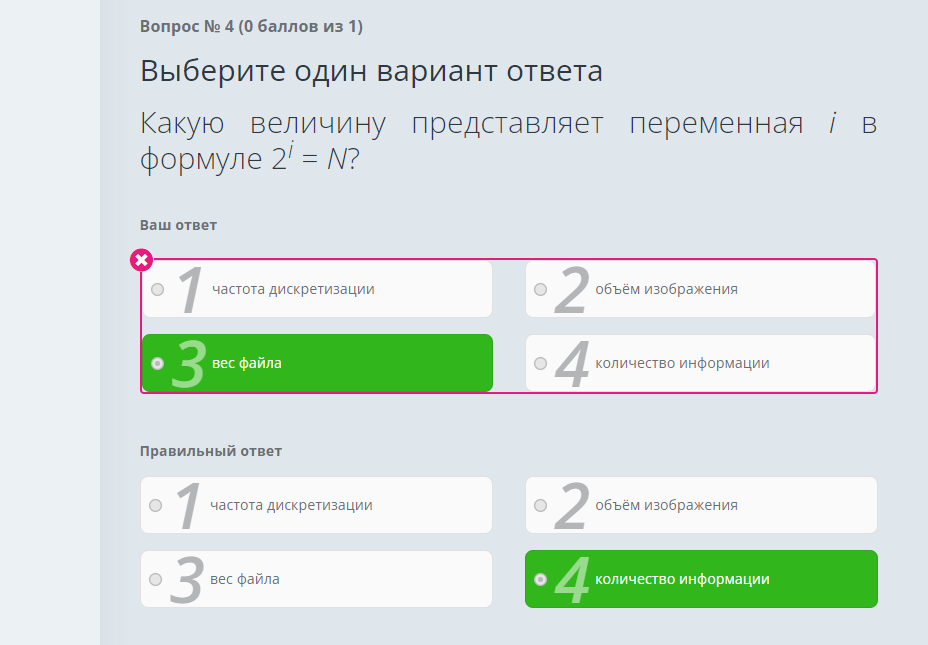 Вопрос № 4 (0 баллов из 1)
Выберите один вариант ответа
Какую величину представляет переменная i в
формуле 2^i = N?
Ваш ответ
1 частота дискретизации
2 объём изображения
3 вес файла
4 количество информации
Правильный ответ
1 частота дискретизации
2 объём изображения
3 вес файла
4 количество информации